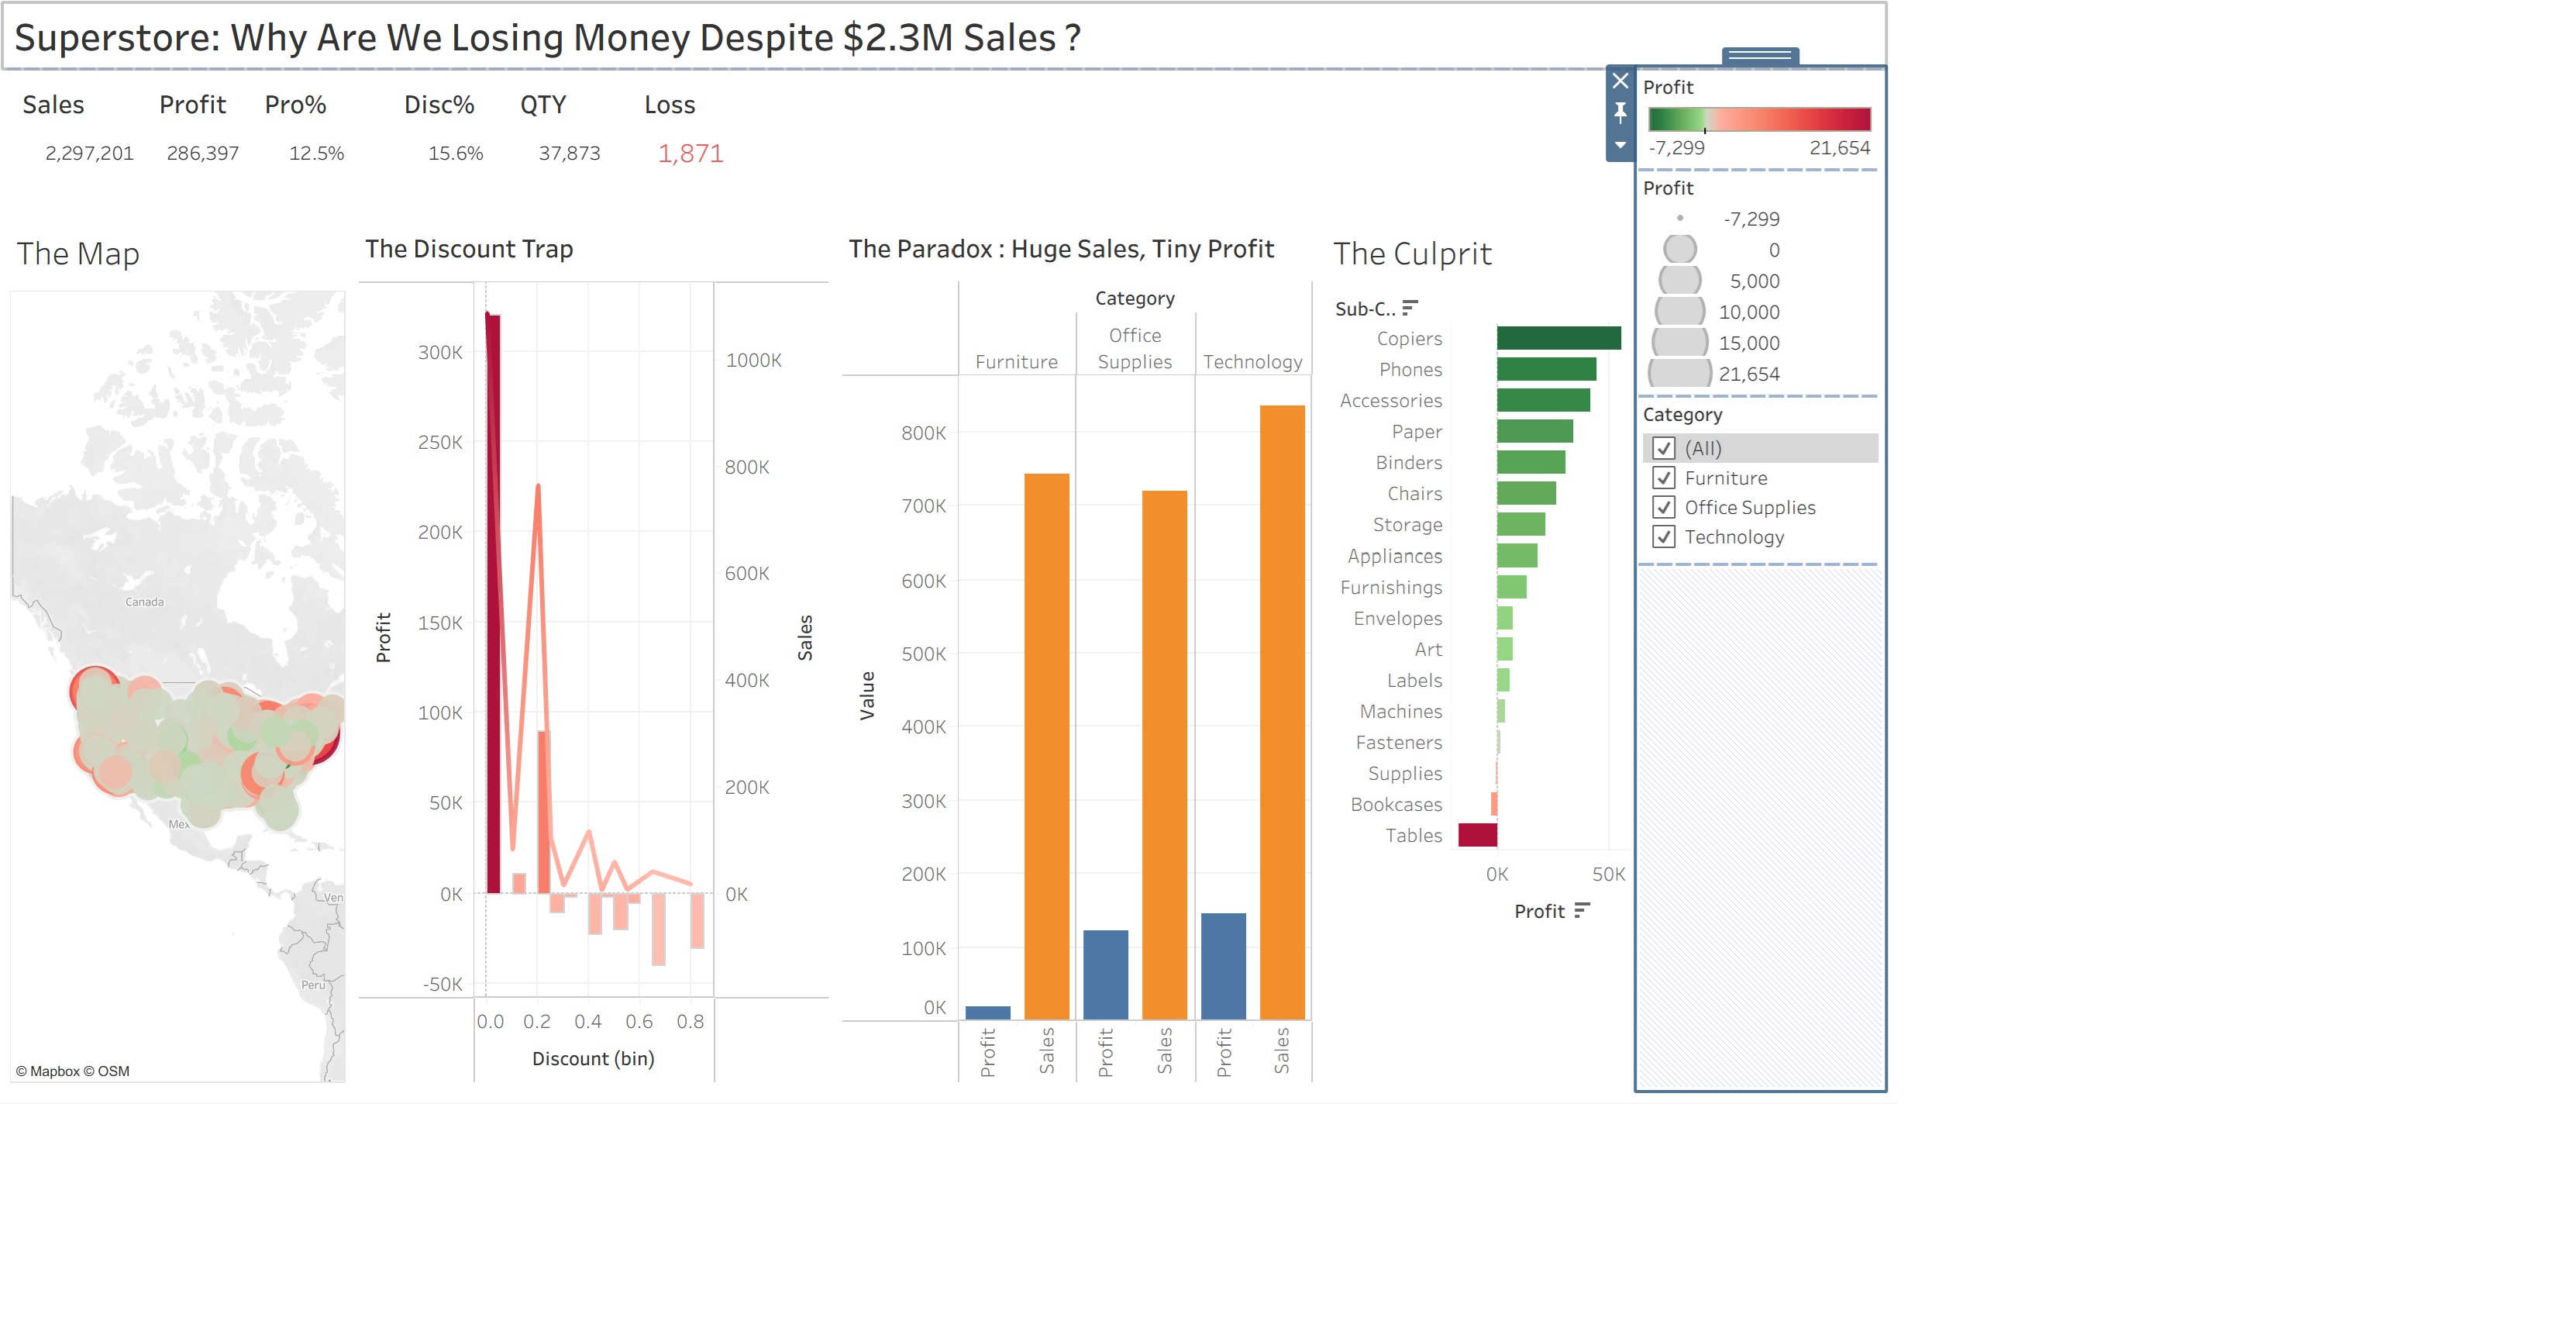 Superstore: Why Are We Losing Money Despite $2.3M Sales ?
Sales Profit Pro% Disc% QTY Loss
2,297,201 286,397 12.5% 15.6% 37,873 1,871
The Map
Canada
Mex
Ven
Peru
© Mapbox © OSM
The Discount Trap
Profit
300K
250K
200K
150K
100K
50K
0K
-50K
1000K
800K
600K
400K
200K
0K
Sales
0.0 0.2 0.4 0.6 0.8
Discount (bin)
The Paradox : Huge Sales, Tiny Profit
Category
Furniture
Office
Supplies
Technology
Value
800K
700K
600K
500K
400K
300K
200K
100K
0K
Profit
Sales
Profit
Sales
Profit
Sales
The Culprit
Sub-C..
Copiers
Phones
Accessories
Paper
Binders
Chairs
Storage
Appliances
Furnishings
Envelopes
Art
Labels
Machines
Fasteners
Supplies
Bookcases
Tables
0K 50K
Profit
Profit
-7,299 21,654
Profit
-7,299
0
5,000
10,000
15,000
21,654
Category
(All)
Furniture
Office Supplies
Technology